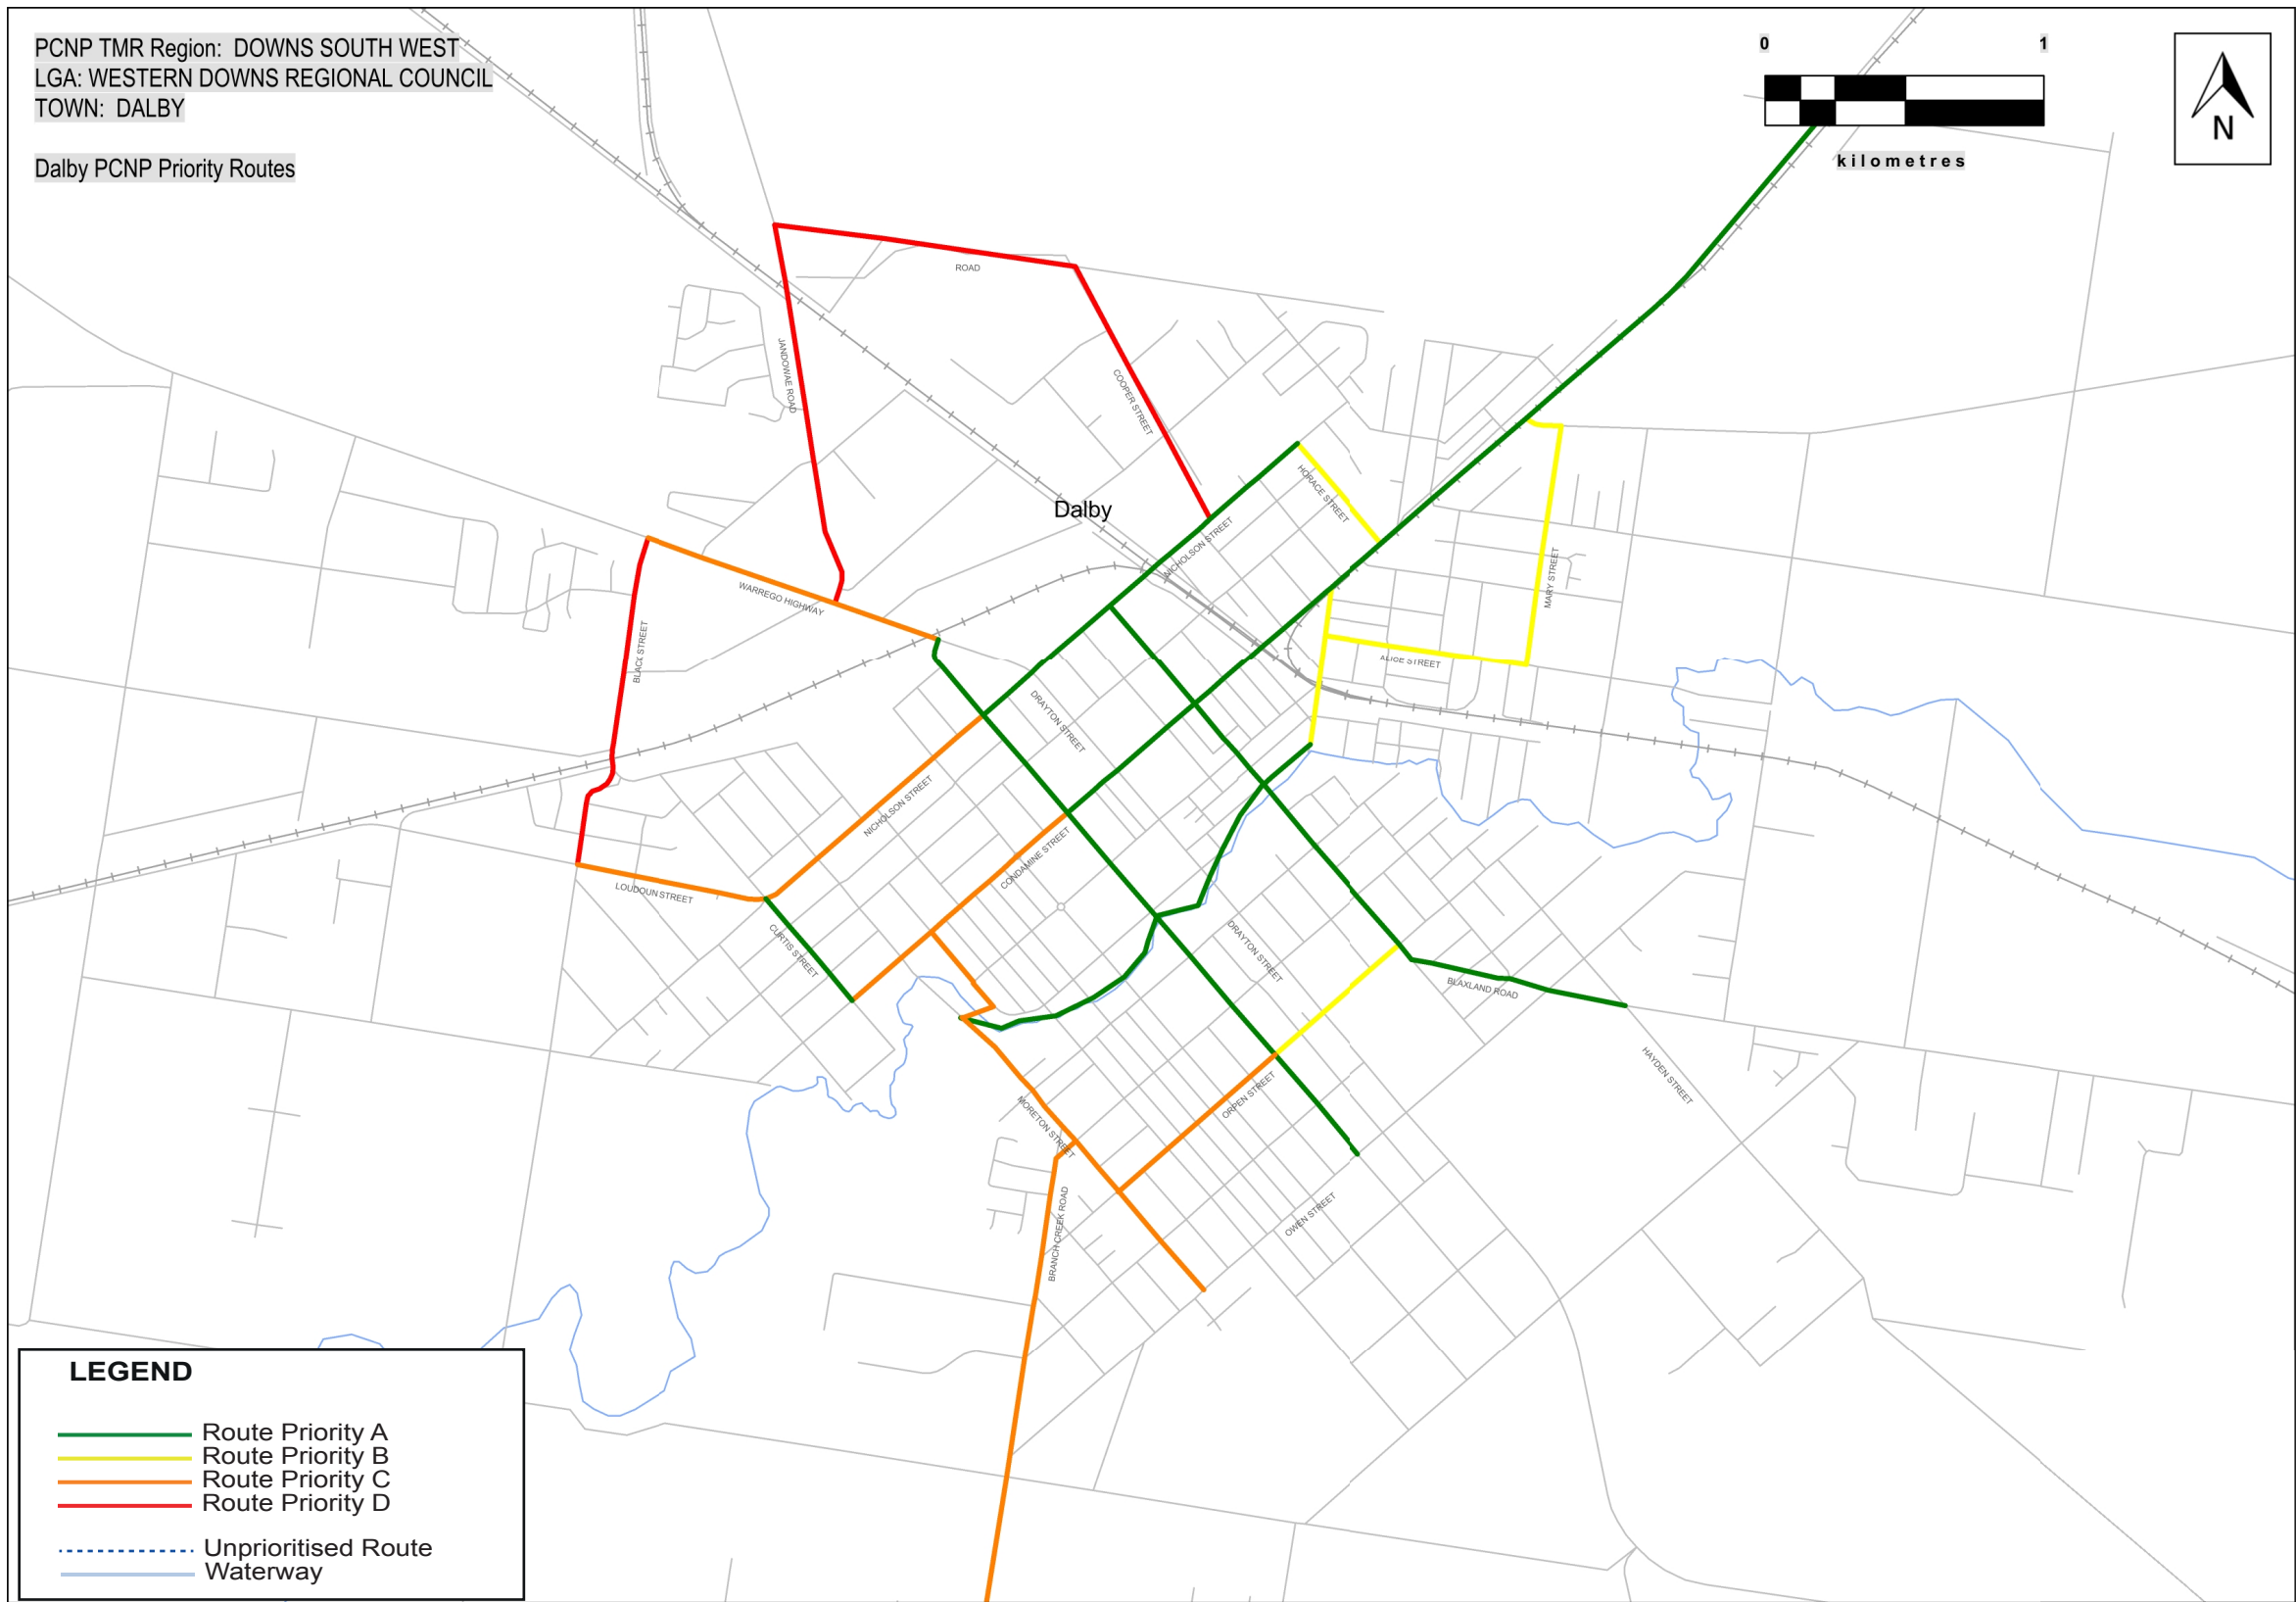 PCNP TMR Region: DOWNS SOUTH WEST
LGA: WESTERN DOWNS REGIONAL COUNCIL
TOWN: DALBY
Dalby PCNP Priority Routes
0
1
kilometres
N
ROAD
JANDOWAE ROAD
COOPER STREET
Dalby
HORACE STREET
NICHOLSON STREET
MARY STREET
WARREGO HIGHWAY
BLACK STREET
ALICE STREET
DRAYTON STREET
NICHOLSON STREET
CONDAMINE STREET
LOUDOUN STREET
CURTIS STREET
DRAYTON STREET
BLAXLAND ROAD
HAYDEN STREET
MORETON STREET
ORPEN STREET
OWEN STREET
BRANCH CREEK ROAD
LEGEND
Route Priority A
Route Priority B
Route Priority C
Route Priority D
Unprioritised Route
Waterway